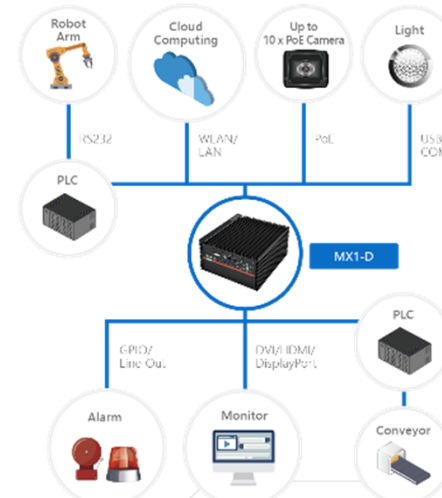 Robot
Arm
Cloud
Computing
Up to
10 x PoE Camera
Light
RS232
WLAN/
LAN
PoE
USB
COM
PLC
MX1-D
PLC
GPIO/
Line Out
DVI/HDMI/
DisplayPort
Alarm
Monitor
Conveyor